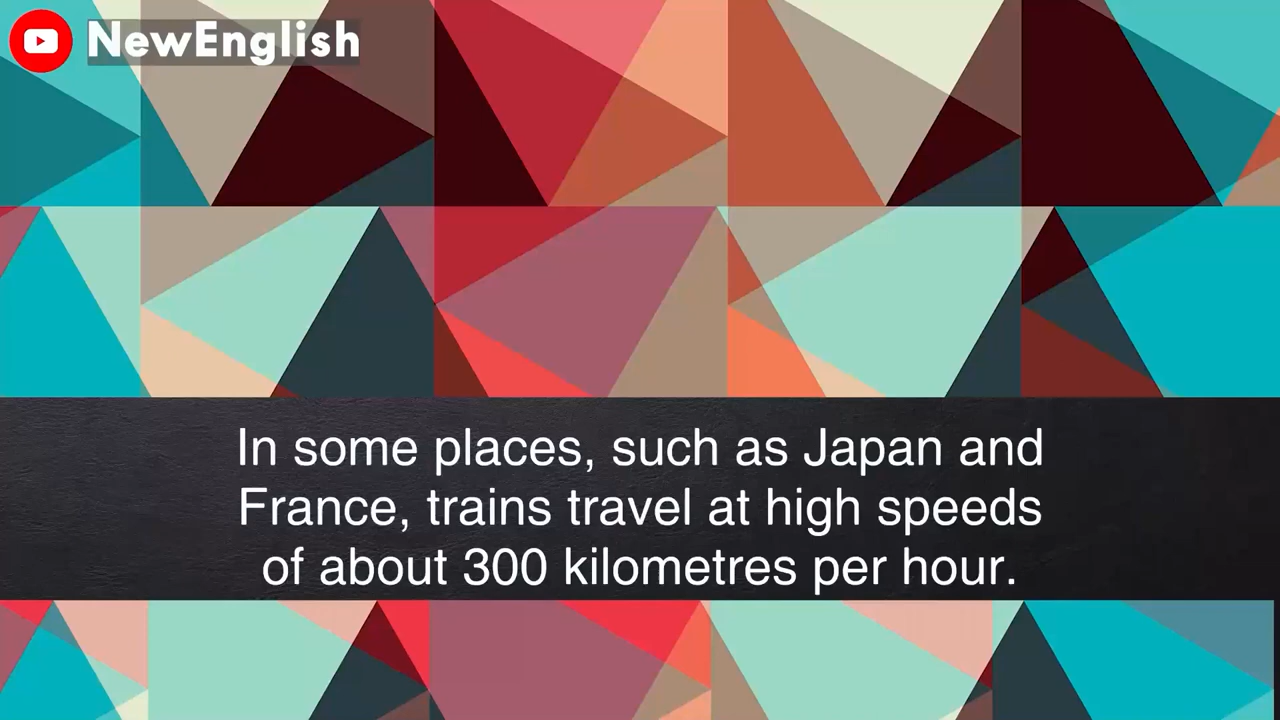 NewEnglish
In some places, such as Japan and
France, trains travel at high speeds
of about 300 kilometres per hour.